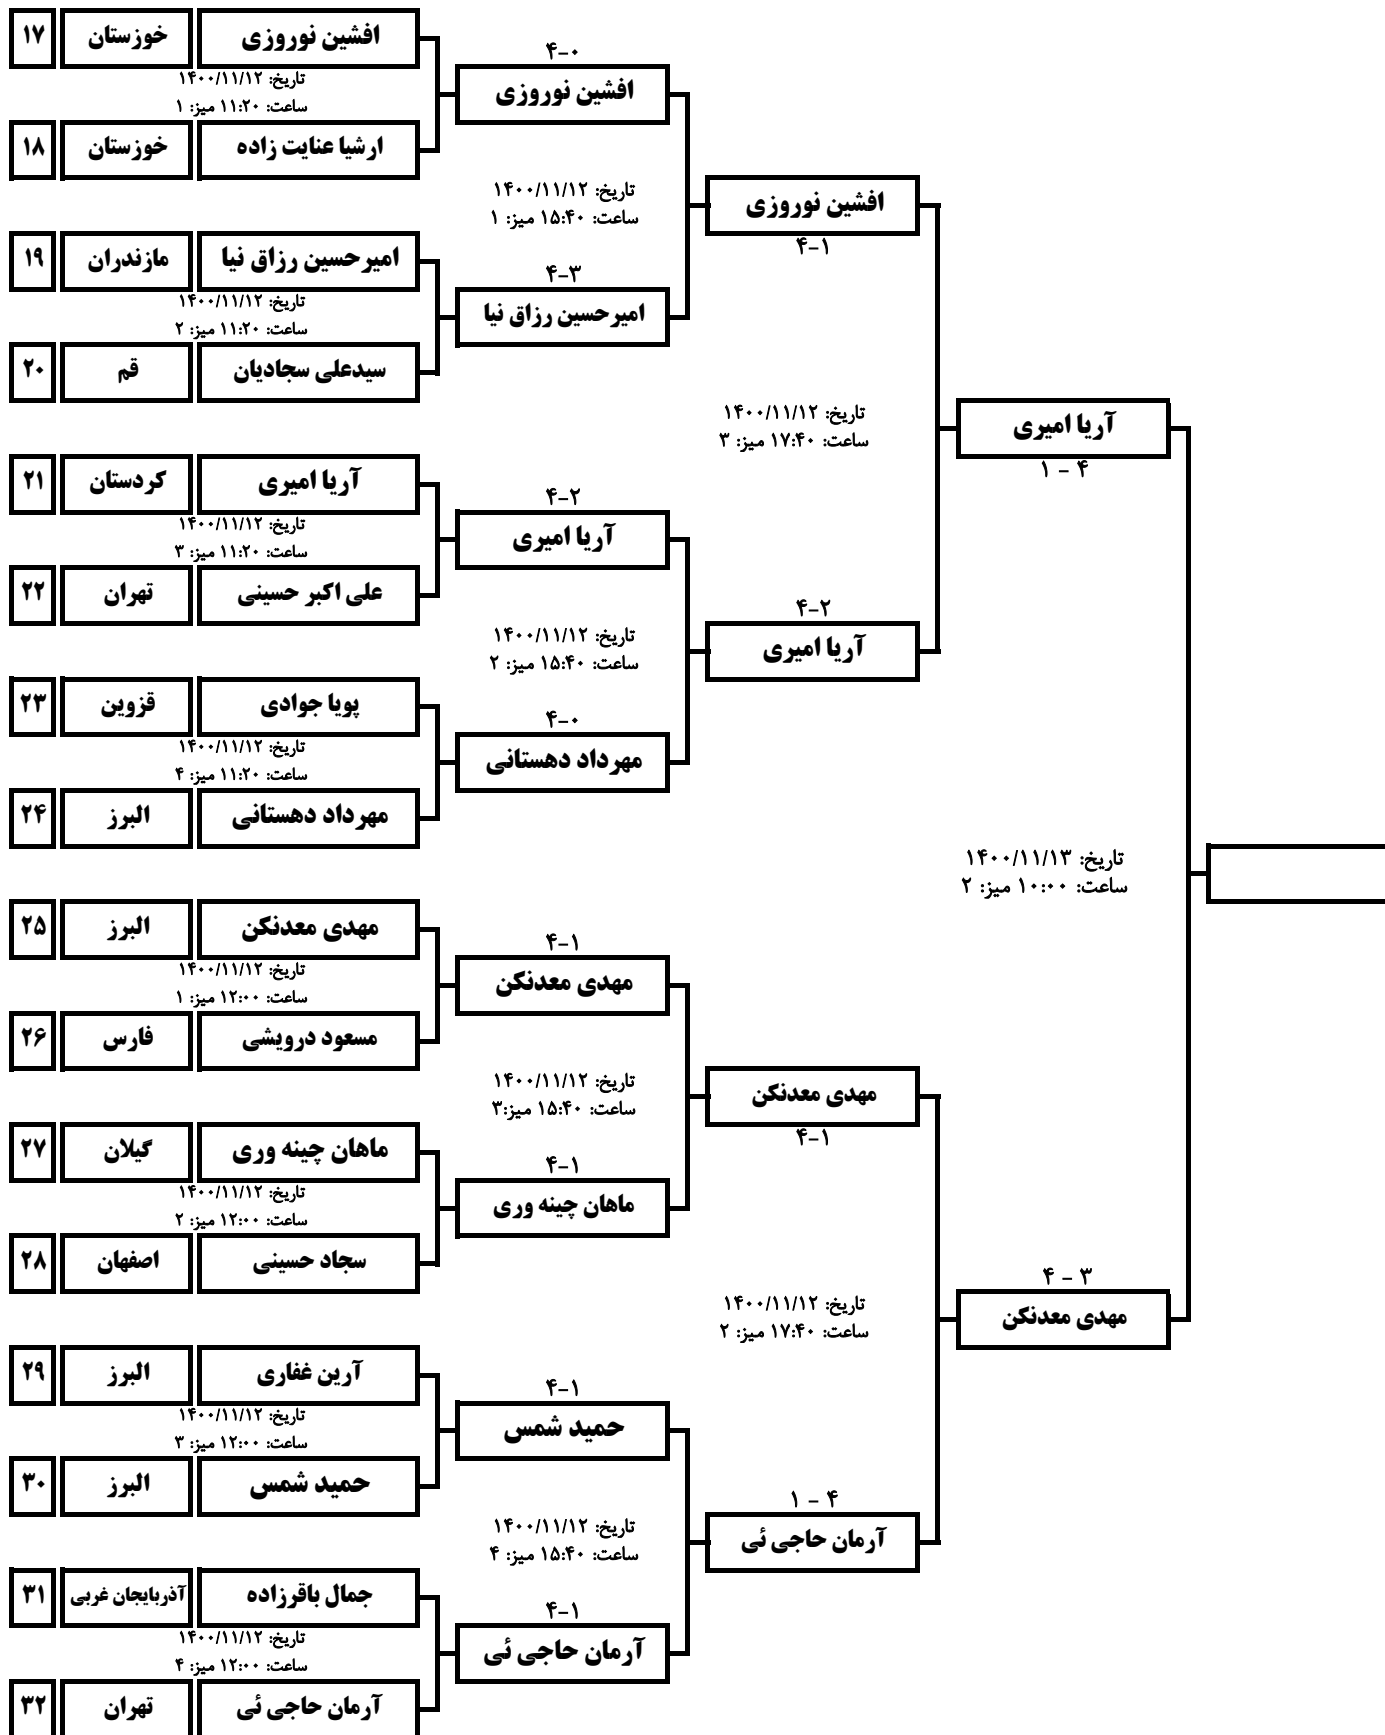 ۱۷ خوزستان افشین نوروزی
تاریخ: ۱۴۰۰/۱۱/۱۲
ساعت: ۱۱:۲۰ میز: ۱
۱۸ خوزستان ارشیا عنایت زاده
۱۹ مازندران امیرحسین رزاق نیا
تاریخ: ۱۴۰۰/۱۱/۱۲
ساعت: ۱۱:۲۰ میز: ۲
۲۰ قم سیدعلی سجادیان
۲۱ کردستان آریا امیری
تاریخ: ۱۴۰۰/۱۱/۱۲
ساعت: ۱۱:۲۰ میز: ۳
۲۲ تهران علی اکبر حسینی
۲۳ قزوین پویا جوادی
تاریخ: ۱۴۰۰/۱۱/۱۲
ساعت: ۱۱:۲۰ میز: ۴
۲۴ البرز مهرداد دهستانی
۲۵ البرز مهدی معدنکن
تاریخ: ۱۴۰۰/۱۱/۱۲
ساعت: ۱۲:۰۰ میز: ۱
۲۶ فارس مسعود درویشی
۲۷ گیلان ماهان چینه وری
تاریخ: ۱۴۰۰/۱۱/۱۲
ساعت: ۱۲:۰۰ میز: ۲
۲۸ اصفهان سجاد حسینی
۲۹ البرز آرین غفاری
تاریخ: ۱۴۰۰/۱۱/۱۲
ساعت: ۱۲:۰۰ میز: ۳
۳۰ البرز حمید شمس
۳۱ آذربایجان غربی جمال باقرزاده
تاریخ: ۱۴۰۰/۱۱/۱۲
ساعت: ۱۲:۰۰ میز: ۴
۳۲ تهران آرمان حاجی ئی
۴-۰
افشین نوروزی
تاریخ: ۱۴۰۰/۱۱/۱۲
ساعت: ۱۵:۴۰ میز: ۱
۴-۳
امیرحسین رزاق نیا
۴-۲
آریا امیری
تاریخ: ۱۴۰۰/۱۱/۱۲
ساعت: ۱۵:۴۰ میز: ۲
۴-۰
مهرداد دهستانی
۴-۱
مهدی معدنکن
تاریخ: ۱۴۰۰/۱۱/۱۲
ساعت: ۱۵:۴۰ میز:۳
۴-۱
ماهان چینه وری
۴-۱
حمید شمس
تاریخ: ۱۴۰۰/۱۱/۱۲
ساعت: ۱۵:۴۰ میز: ۴
۴-۱
آرمان حاجی ئی
افشین نوروزی
۴-۱
تاریخ: ۱۴۰۰/۱۱/۱۲
ساعت: ۱۷:۴۰ میز: ۳
۴-۲
آریا امیری
مهدی معدنکن
۴-۱
تاریخ: ۱۴۰۰/۱۱/۱۲
ساعت: ۱۷:۴۰ میز: ۲
۱ - ۴
آرمان حاجی ئی
آریا امیری
۱ - ۴
تاریخ: ۱۴۰۰/۱۱/۱۳
ساعت: ۱۰:۰۰ میز: ۲
۴ - ۳
مهدی معدنکن